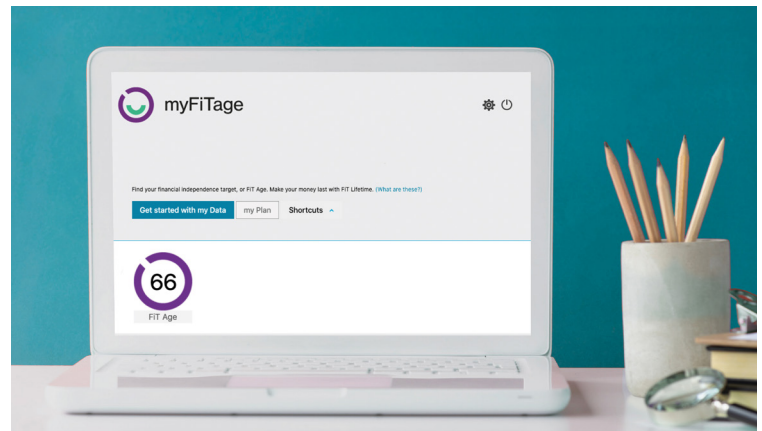 myFiTage
Find your financial independence target, or FiT Age. Make your money last with FiT Lifetime. (What are these?)
Get started with my Data
my Plan
Shortcuts
66
FiT Age